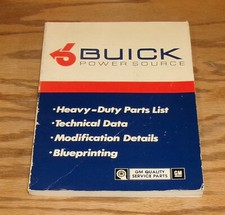 BUICK
POWER SOURCE
·Heavy-Duty Parts List
·Technical Data
·Modification Details
·Blueprinting
GM QUALITY
SERVICE PARTS
GM